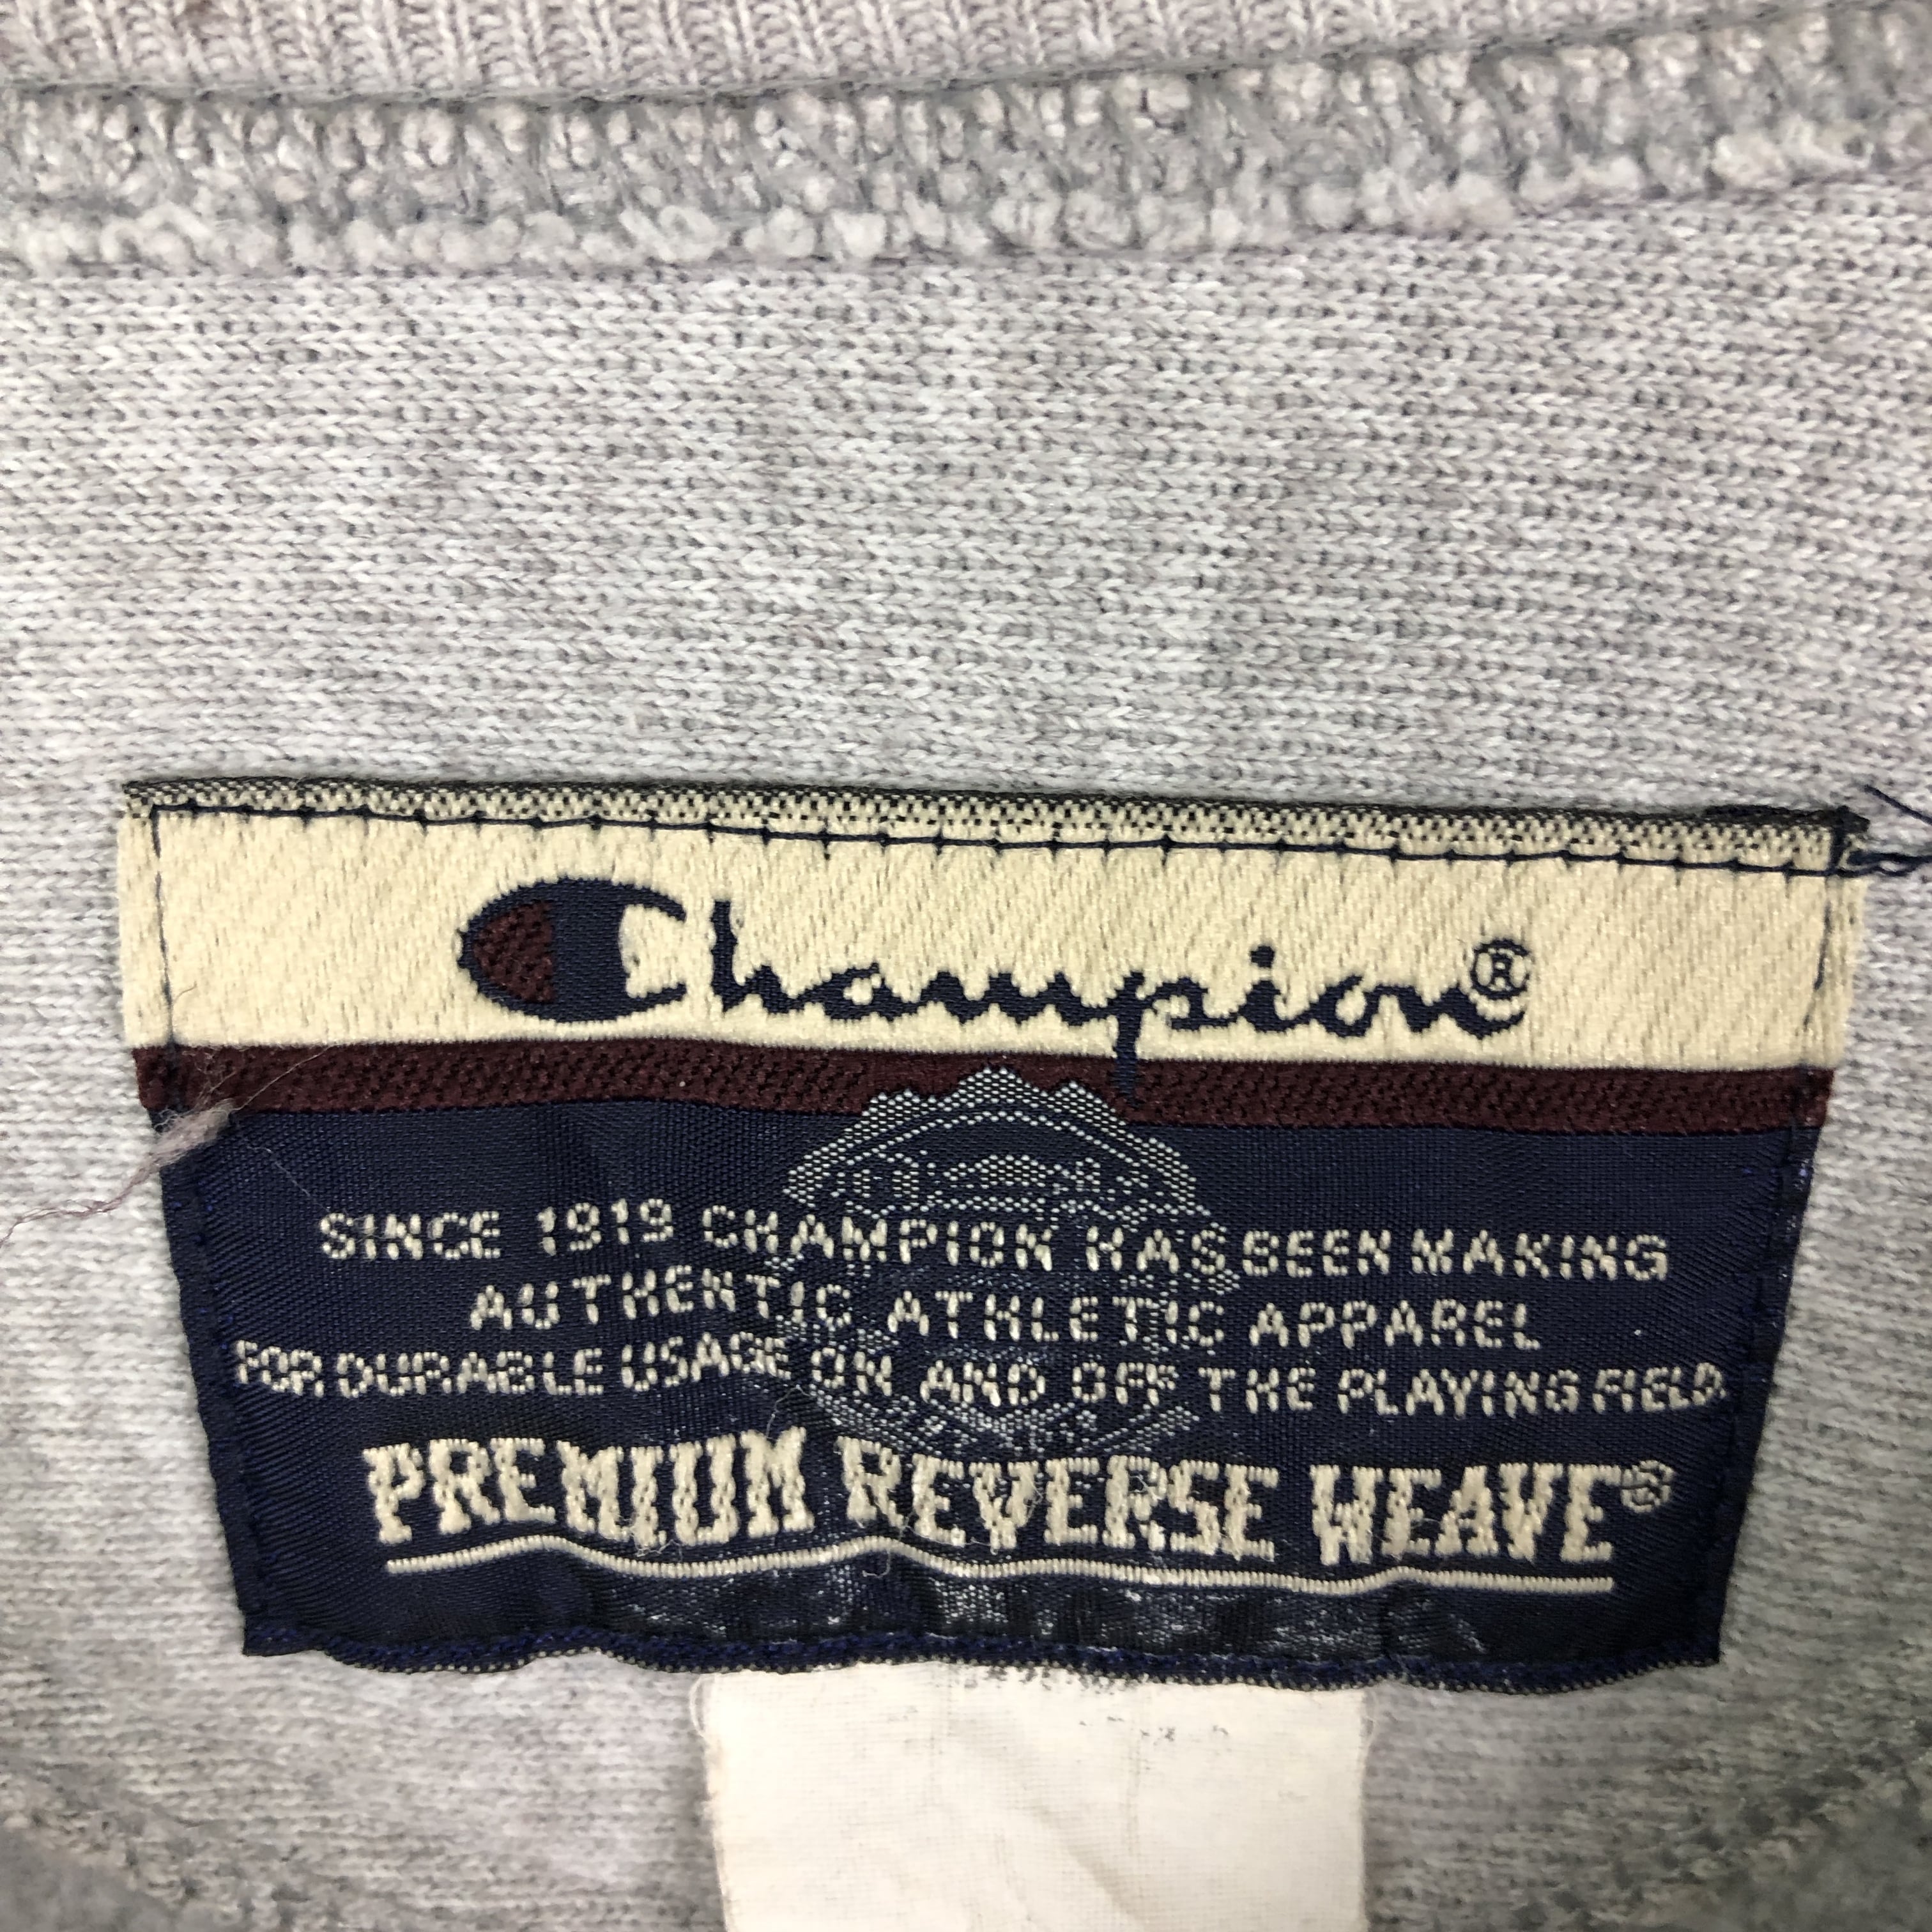 Champion®
SINCE 1919 CHAMPION HAS BEEN MAKING
AUTHENTIC ATHLETIC APPAREL
FOR DURABLE USAGE ON AND OFF THE PLAYING FIELD.
PREMIUM REVERSE WEAVE®